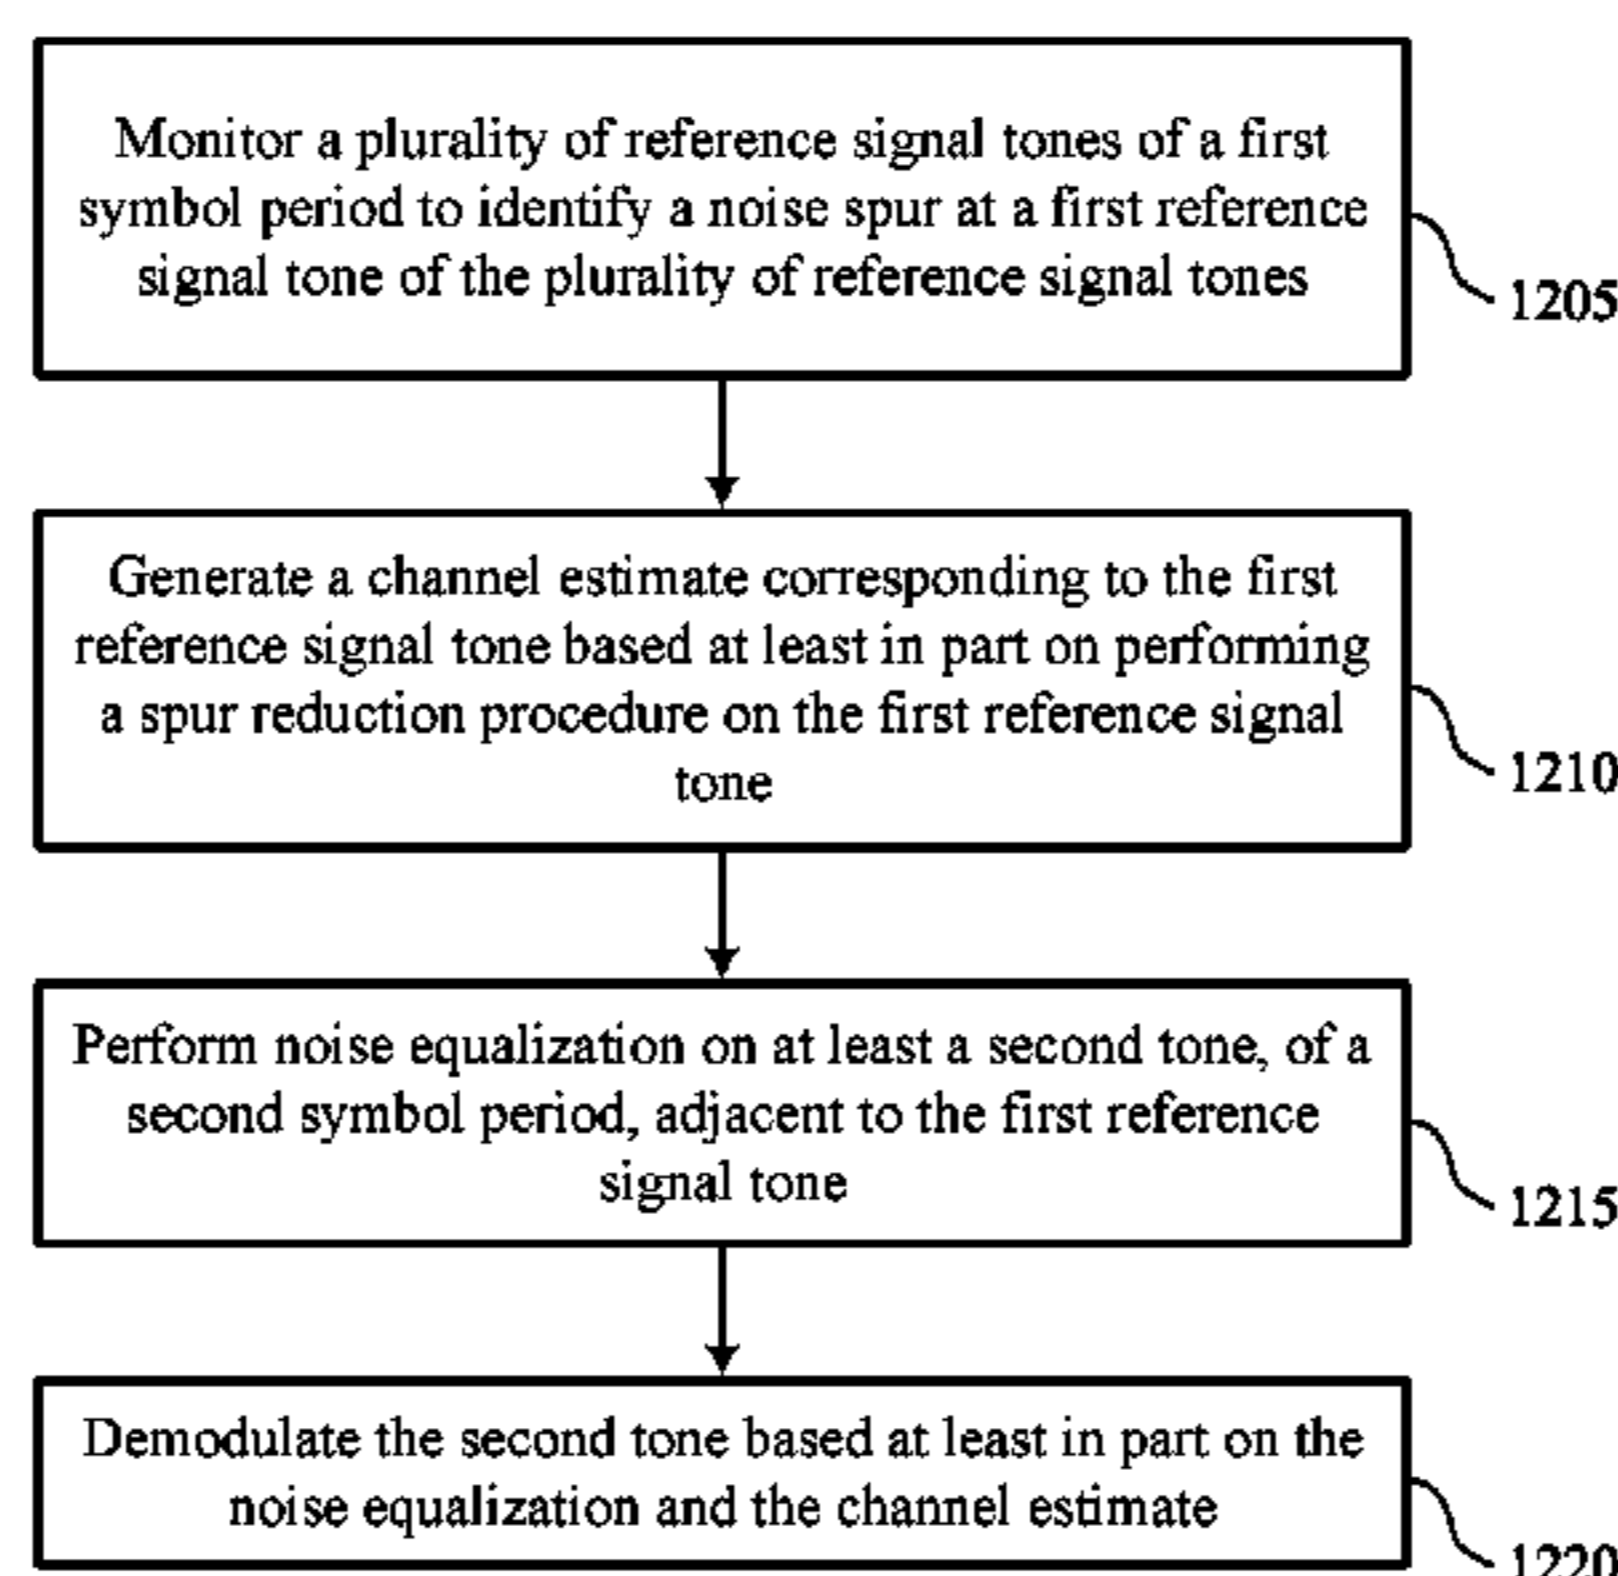 Monitor a plurality of reference signal tones of a first
symbol period to identify a noise spur at a first reference
signal tone of the plurality of reference signal tones
1205
Generate a channel estimate corresponding to the first
reference signal tone based at least in part on performing
a spur reduction procedure on the first reference signal
tone
1210
Perform noise equalization on at least a second tone, of a
second symbol period, adjacent to the first reference
signal tone
1215
Demodulate the second tone based at least in part on the
noise equalization and the channel estimate
1220